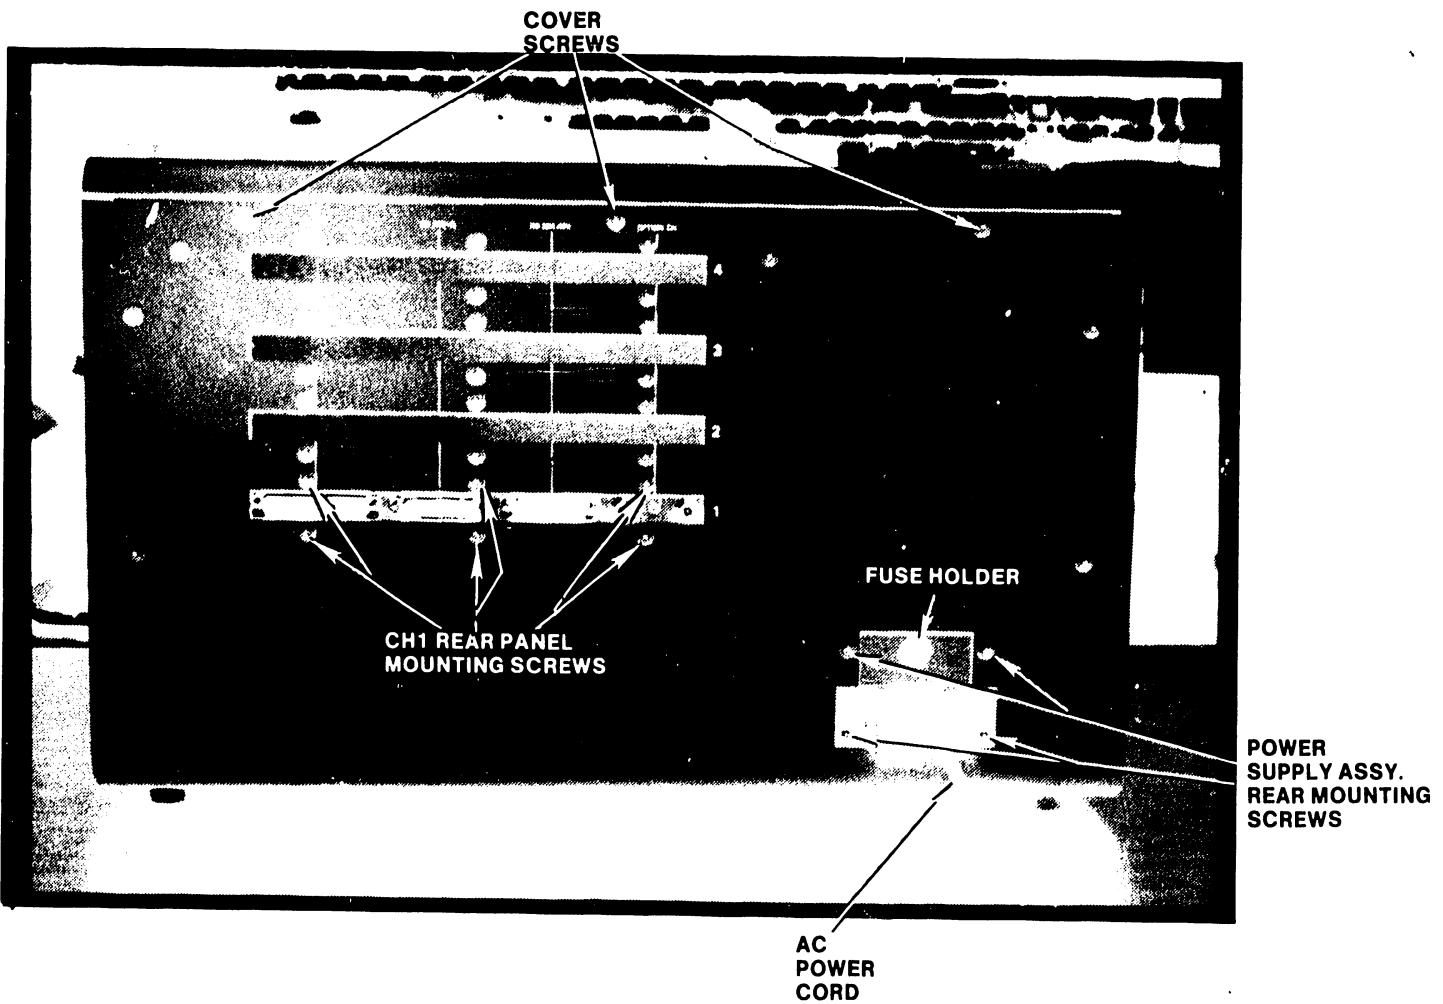 COVER
SCREWS
4
3
2
1
FUSE HOLDER
CH1 REAR PANEL
MOUNTING SCREWS
POWER
SUPPLY ASSY.
REAR MOUNTING
SCREWS
AC
POWER
CORD